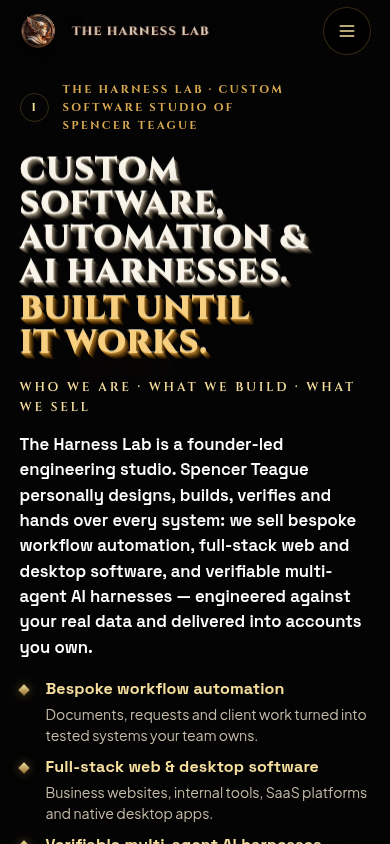 THE HARNESS LAB
I
THE HARNESS LAB · CUSTOM
SOFTWARE STUDIO OF
SPENCER TEAGUE
CUSTOM
SOFTWARE,
AUTOMATION &
AI HARNESSES.
BUILT UNTIL
IT WORKS.
WHO WE ARE · WHAT WE BUILD · WHAT
WE SELL
The Harness Lab is a founder-led
engineering studio. Spencer Teague
personally designs, builds, verifies and
hands over every system: we sell bespoke
workflow automation, full-stack web and
desktop software, and verifiable multi-
agent AI harnesses — engineered against
your real data and delivered into accounts
you own.
Bespoke workflow automation
Documents, requests and client work turned into
tested systems your team owns.
Full-stack web & desktop software
Business websites, internal tools, SaaS platforms
and native desktop apps.
Verifiable multi-agent AI harnesses